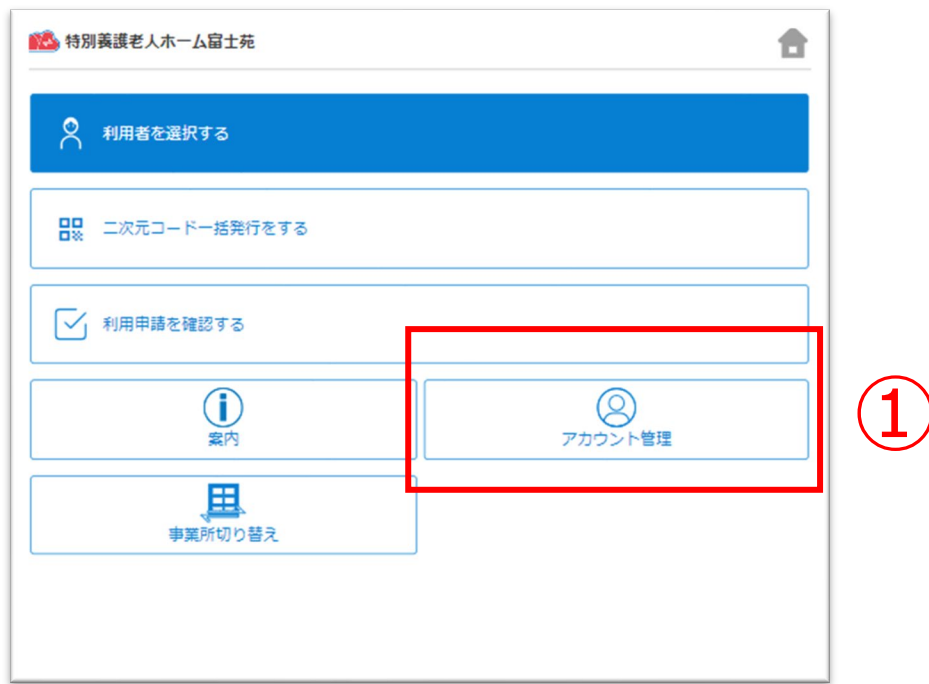 特別養護老人ホーム富士苑
利用者を選択する
二次元コード一括発行をする
利用申請を確認する
案内
アカウント管理
①
事業所切り替え